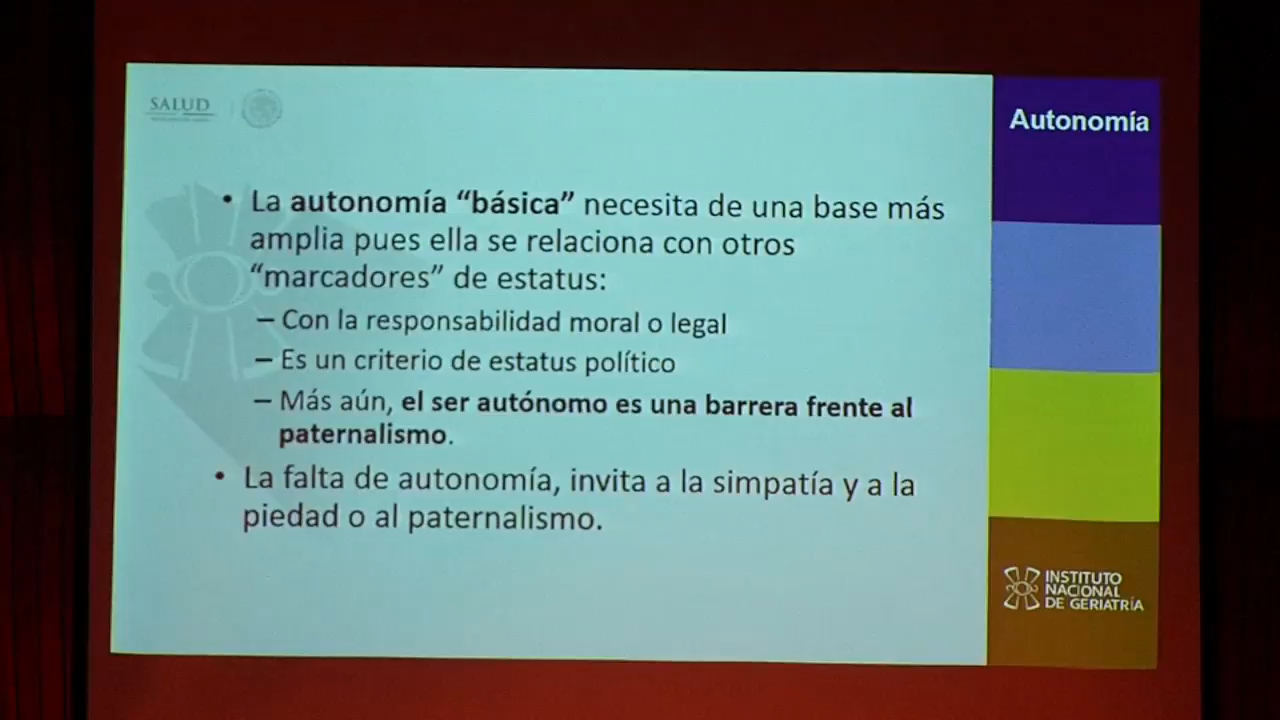 SALUD
Autonomía
• La autonomía “básica” necesita de una base más
amplia pues ella se relaciona con otros
“marcadores” de estatus:
– Con la responsabilidad moral o legal
– Es un criterio de estatus político
– Más aún, el ser autónomo es una barrera frente al
paternalismo.
• La falta de autonomía, invita a la simpatía y a la
piedad o al paternalismo.
INSTITUTO
NACIONAL
DE GERIATRÍA